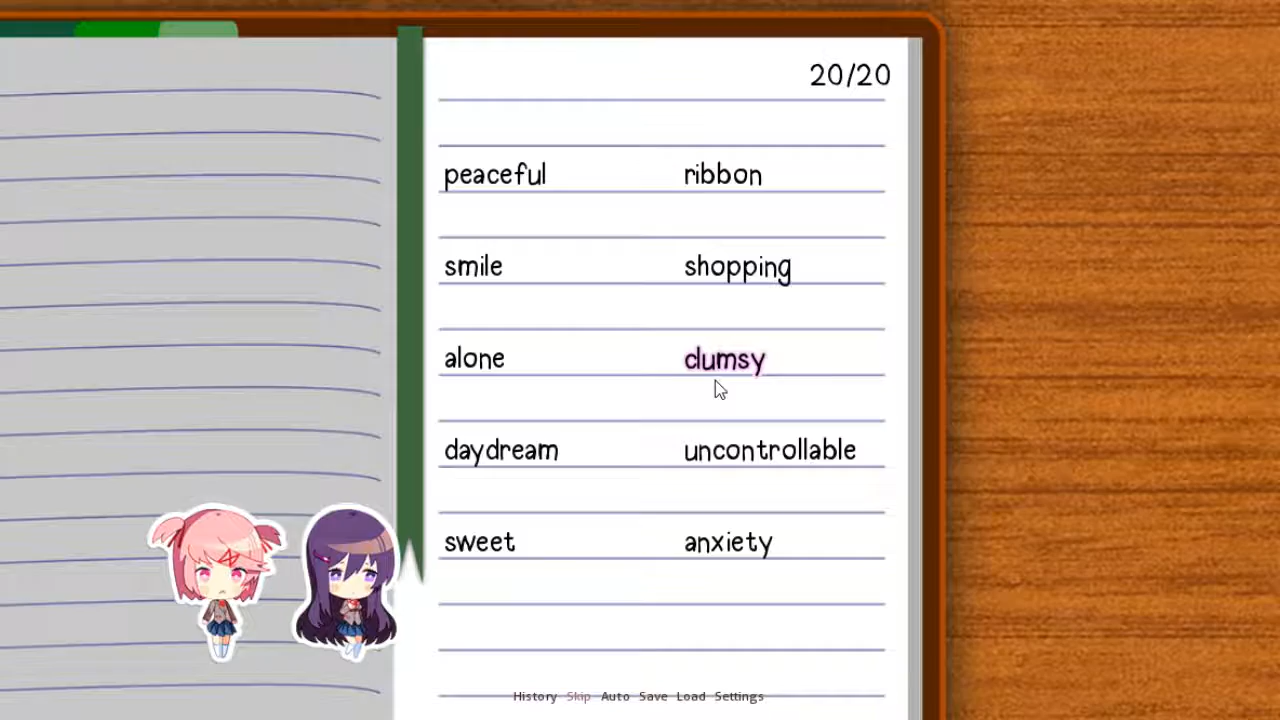 20/20
peaceful ribbon
smile shopping
alone clumsy
daydream uncontrollable
sweet anxiety
History Skip Auto Save Load Settings